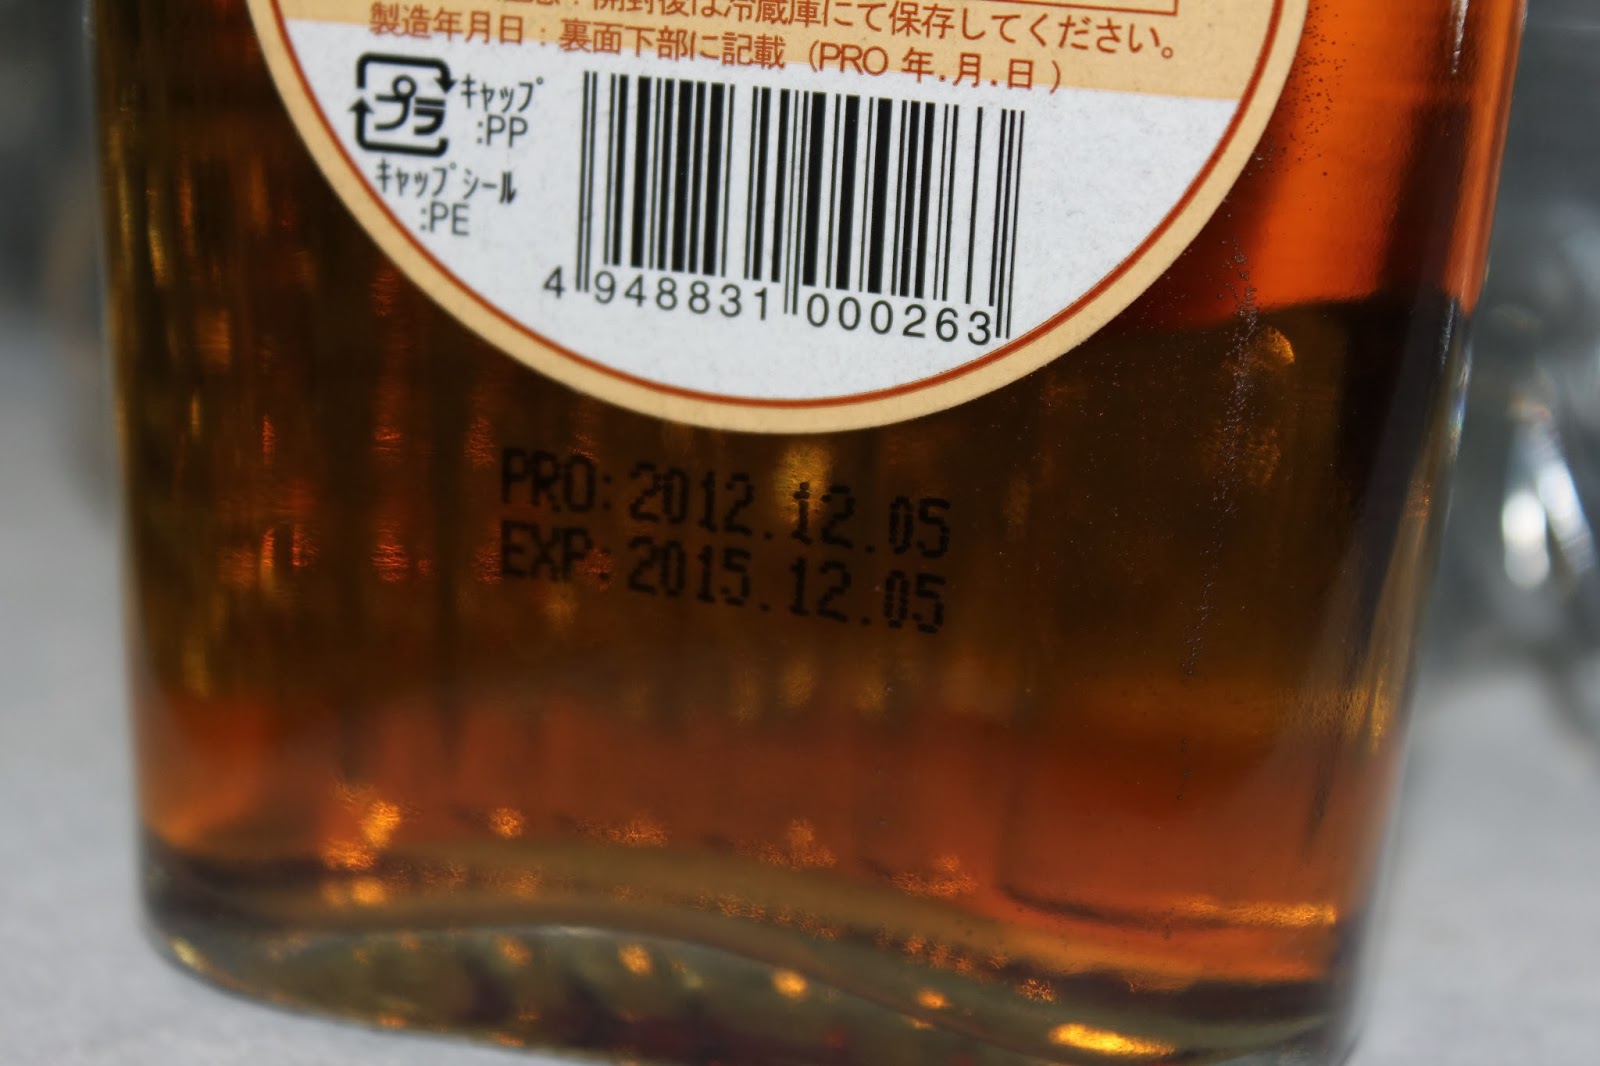 開封後は冷蔵庫にて保存してください。
製造年月日：裏面下部に記載（PRO 年.月.日）
プラ
キャップ
:PP
キャップシール
:PE
4 948831 000263
PRO:2012.12.05
EXP:2015.12.05